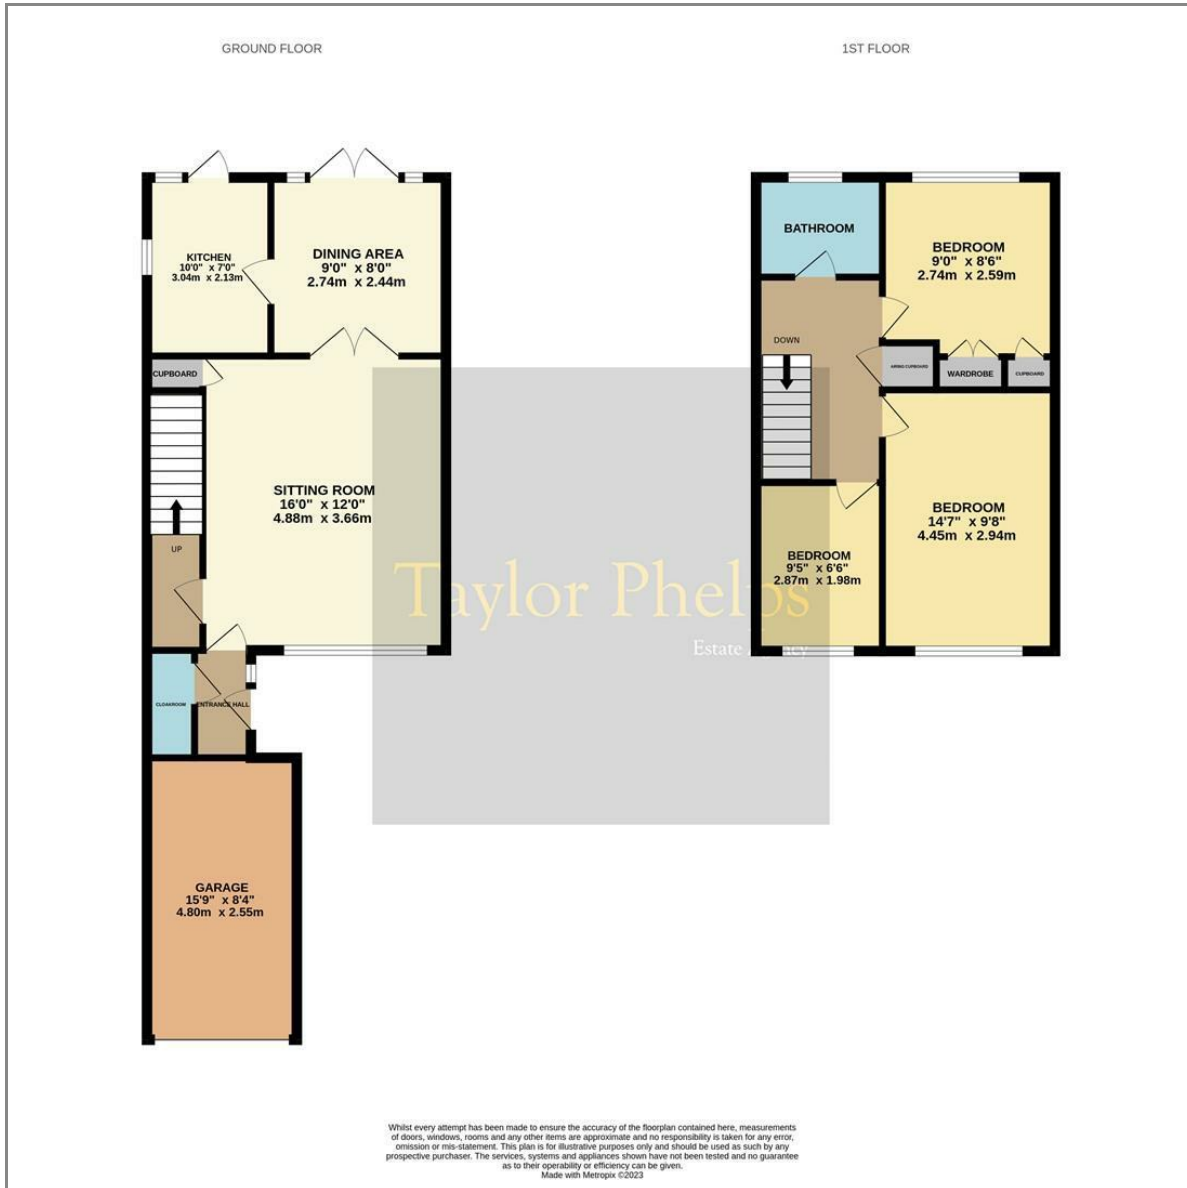 GROUND FLOOR
1ST FLOOR
KITCHEN
10'0" x 7'0"
3.04m x 2.13m
DINING AREA
9'0" x 8'0"
2.74m x 2.44m
CUPBOARD
SITTING ROOM
16'0" x 12'0"
4.88m x 3.66m
UP
CLOAKROOM
ENTRANCE HALL
GARAGE
15'9" x 8'4"
4.80m x 2.55m
BATHROOM
BEDROOM
9'0" x 8'6"
2.74m x 2.59m
DOWN
AIRING CUPBOARD
WARDROBE
CUPBOARD
BEDROOM
14'7" x 9'8"
4.45m x 2.94m
BEDROOM
9'5" x 6'6"
2.87m x 1.98m
Taylor Phelps
Estate Agency
Whilst every attempt has been made to ensure the accuracy of the floorplan contained here, measurements
of doors, windows, rooms and any other items are approximate and no responsibility is taken for any error,
omission or mis-statement. This plan is for illustrative purposes only and should be used as such by any
prospective purchaser. The services, systems and appliances shown have not been tested and no guarantee
as to their operability or efficiency can be given.
Made with Metropix ©2023